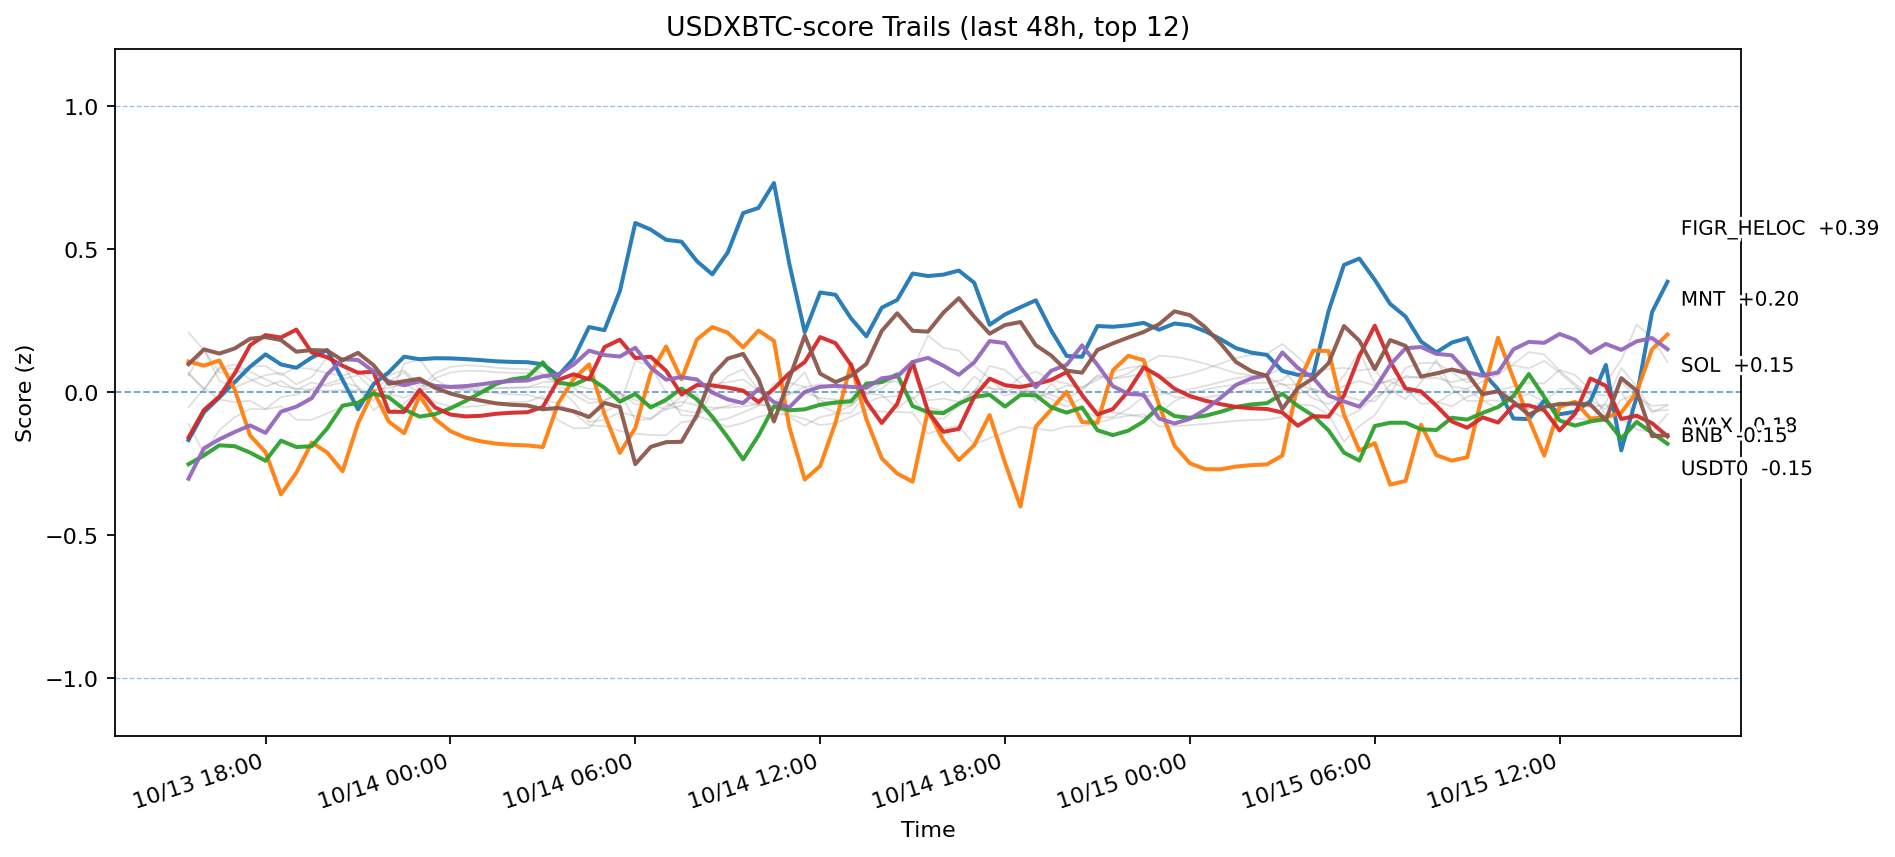 USDXBTC-score Trails (last 48h, top 12)
Score (z)
1.0
0.5
0.0
−0.5
−1.0
FIGR_HELOC +0.39
MNT +0.20
SOL +0.15
AVAX -0.18
BNB -0.15
USDT0 -0.15
10/13 18:00
10/14 00:00
10/14 06:00
10/14 12:00
10/14 18:00
10/15 00:00
10/15 06:00
10/15 12:00
Time